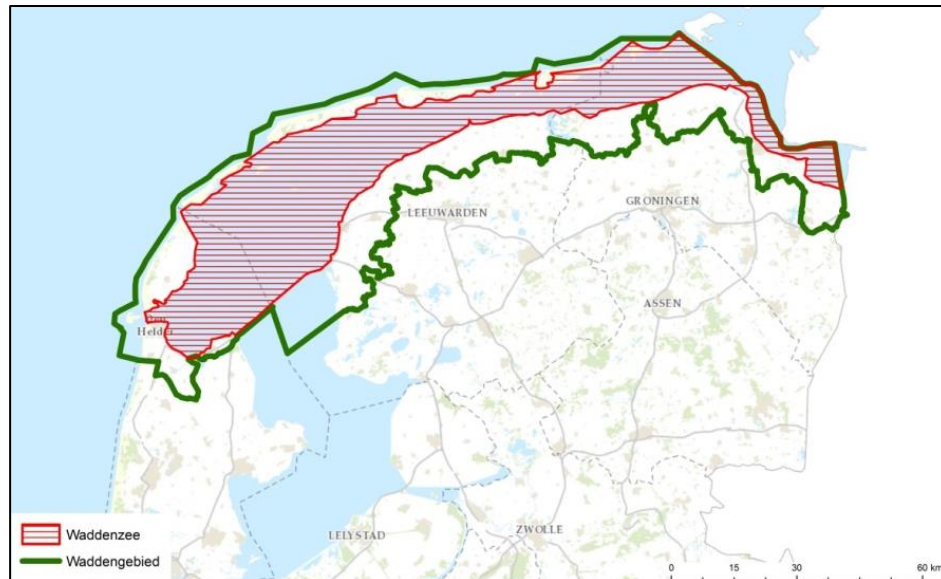 LEEUWARDEN
GRONINGEN
Den
Helder
ASSEN
Waddenzee
Waddengebied
LELYSTAD
ZWOLLE
0 15 30 60 km